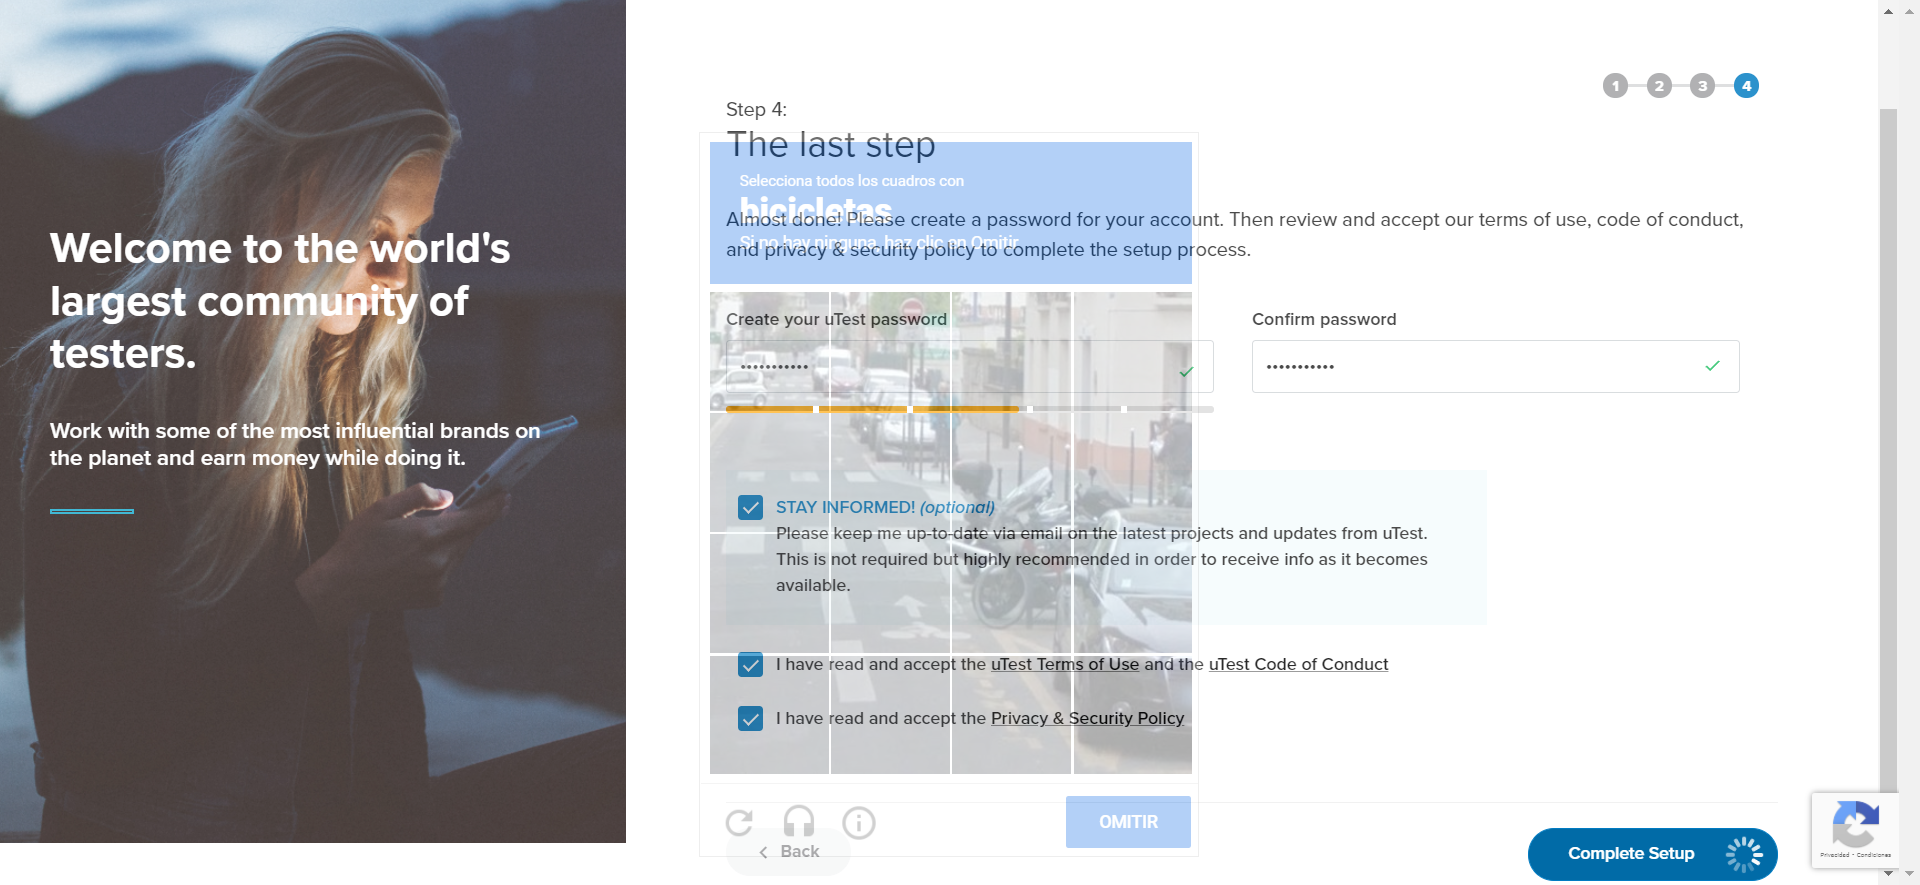 Welcome to the world's
largest community of
testers.
Work with some of the most influential brands on
the planet and earn money while doing it.
1 2 3 4
Step 4:
The last step
Selecciona todos los cuadros con
bicicletas
Si no hay ninguna, haz clic en Omitir
Almost done! Please create a password for your account. Then review and accept our terms of use, code of conduct,
and privacy & security policy to complete the setup process.
Create your uTest password
Confirm password
STAY INFORMED! (optional)
Please keep me up-to-date via email on the latest projects and updates from uTest.
This is not required but highly recommended in order to receive info as it becomes
available.
I have read and accept the uTest Terms of Use and the uTest Code of Conduct
I have read and accept the Privacy & Security Policy
OMITIR
Back
Complete Setup
Privacidad - Condiciones